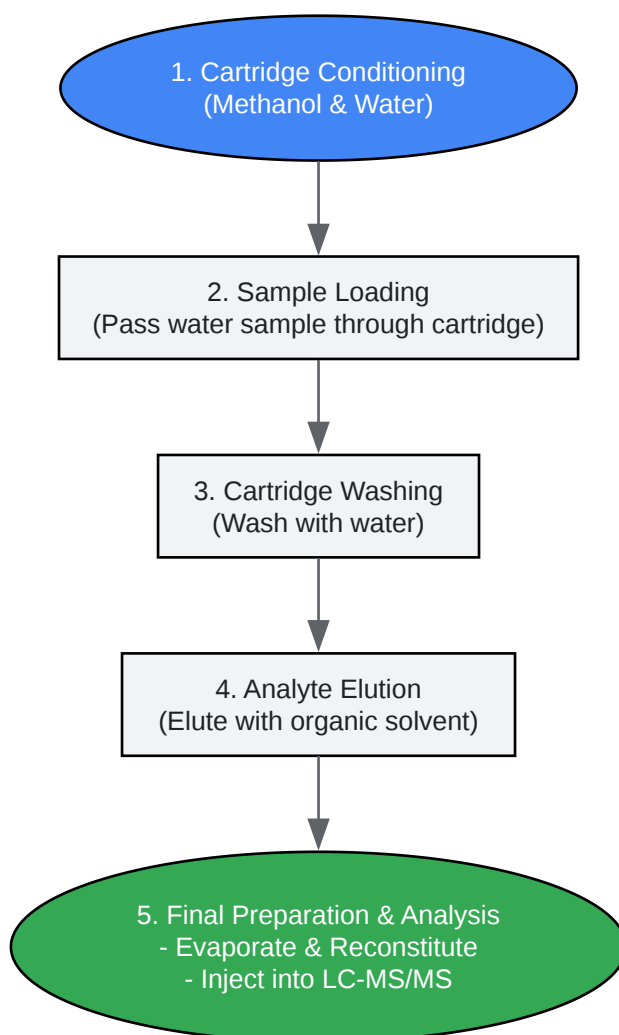 1. Cartridge Conditioning
(Methanol & Water)
2. Sample Loading
(Pass water sample through cartridge)
3. Cartridge Washing
(Wash with water)
4. Analyte Elution
(Elute with organic solvent)
5. Final Preparation & Analysis
- Evaporate & Reconstitute
- Inject into LC-MS/MS